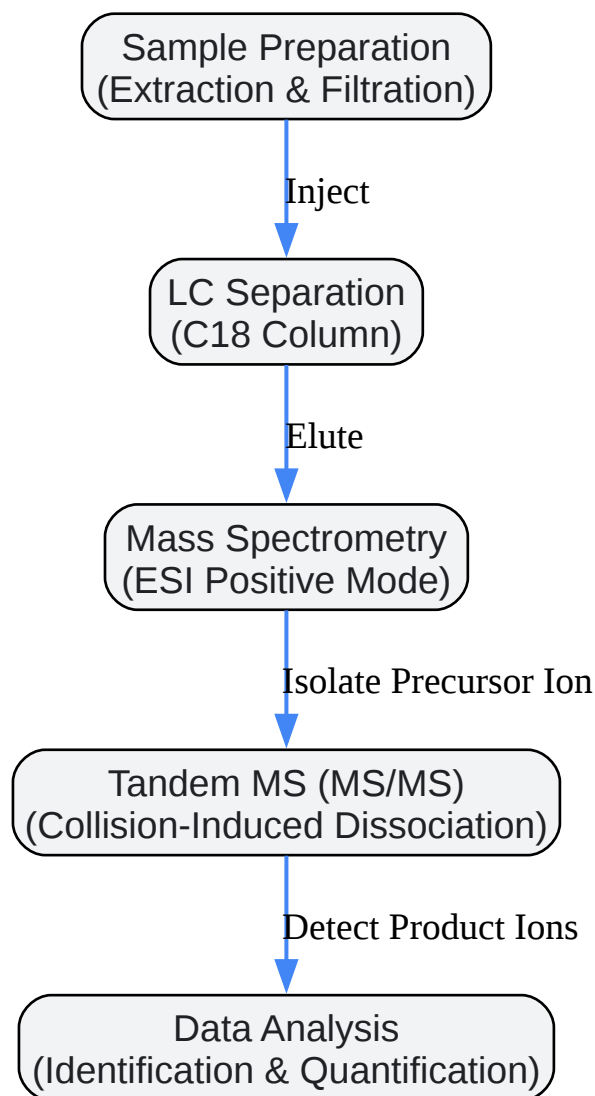 Sample Preparation
(Extraction & Filtration)
Inject
LC Separation
(C18 Column)
Elute
Mass Spectrometry
(ESI Positive Mode)
Isolate Precursor Ion
Tandem MS (MS/MS)
(Collision-Induced Dissociation)
Detect Product Ions
Data Analysis
(Identification & Quantification)